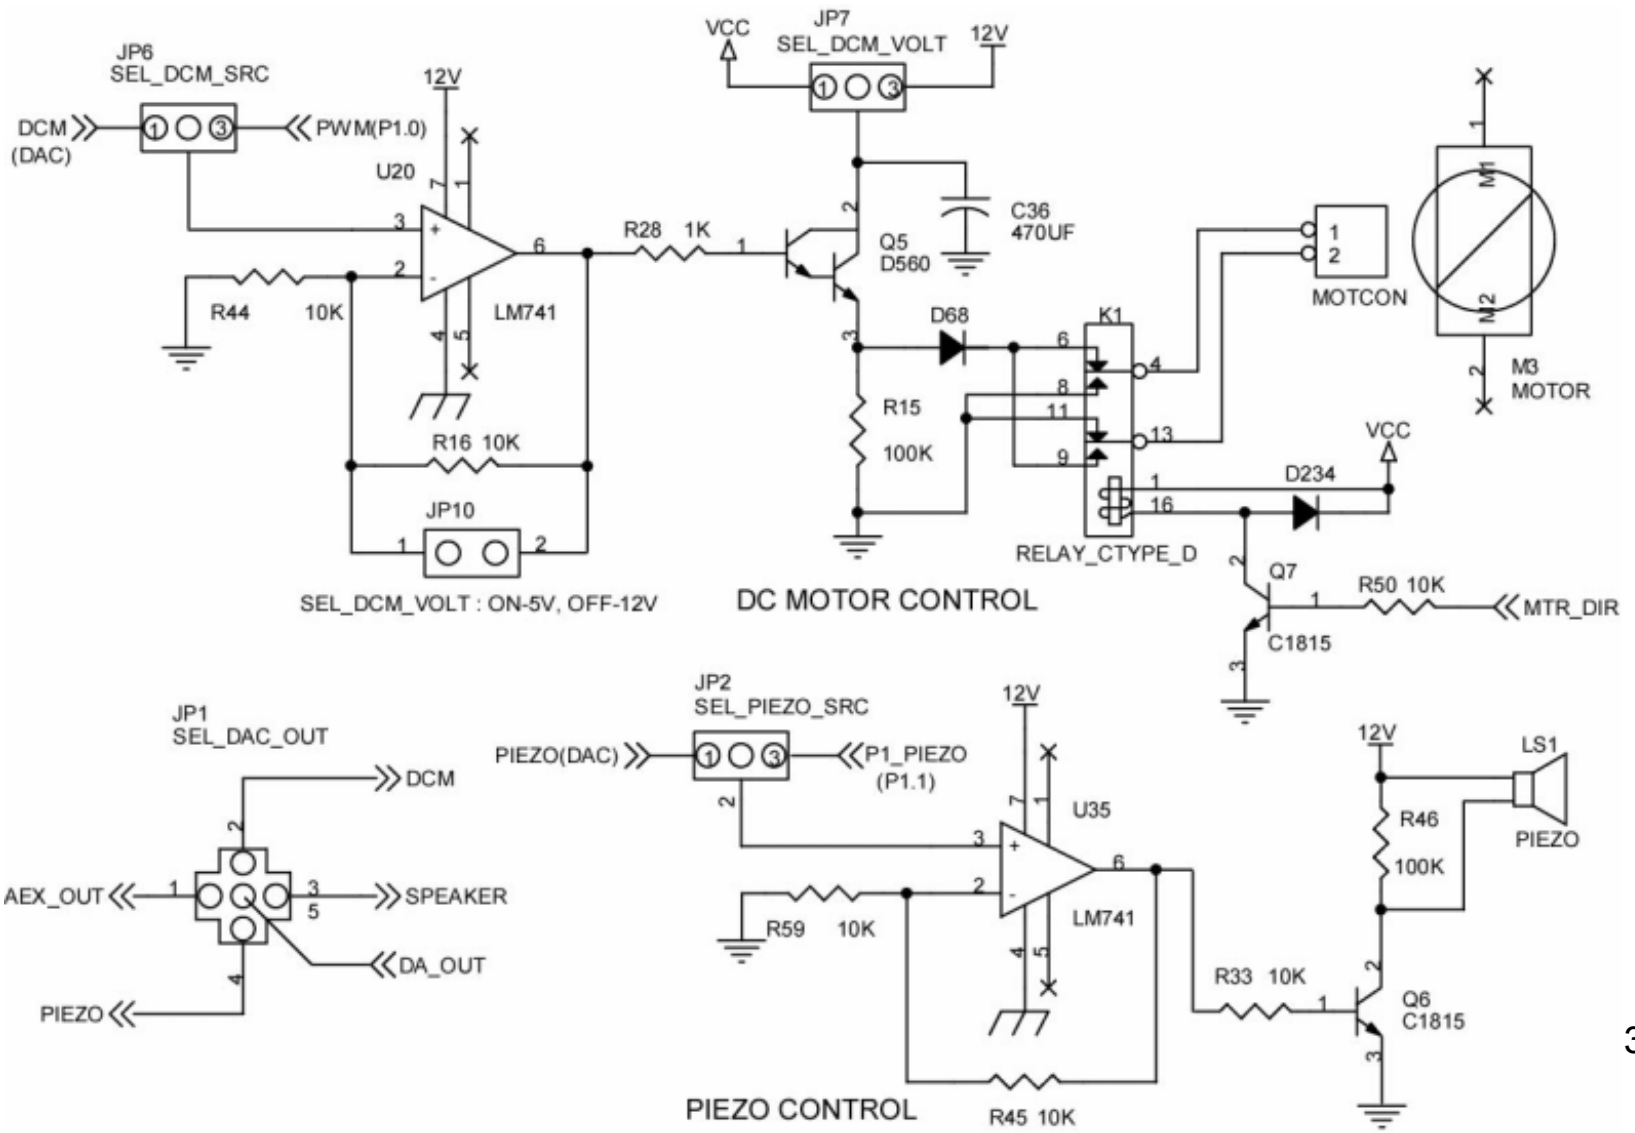 JP6
SEL_DCM_SRC
DCM
(DAC)
1
3
PWM(P1.0)
12V
U20
7
1
3
+
2
-
6
4
5
LM741
R44
10K
R16 10K
JP10
1
2
SEL_DCM_VOLT : ON-5V, OFF-12V
R28 1K
1
VCC
JP7
SEL_DCM_VOLT
12V
1
3
2
Q5
D560
3
C36
470UF
D68
R15
100K
K1
6
8
11
9
4
13
1
16
RELAY_CTYPE_D
1
2
MOTCON
1
M1
M2
2
M3
MOTOR
VCC
D234
2
Q7
1
R50 10K
MTR_DIR
C1815
3
DC MOTOR CONTROL
JP1
SEL_DAC_OUT
DCM
2
AEX_OUT
1
3
5
SPEAKER
DA_OUT
4
PIEZO
JP2
SEL_PIEZO_SRC
PIEZO(DAC)
1
3
P1_PIEZO
(P1.1)
2
12V
7
1
U35
3
+
2
-
6
4
5
LM741
R59
10K
R45 10K
R33 10K
1
12V
LS1
R46
100K
PIEZO
2
Q6
C1815
3
PIEZO CONTROL